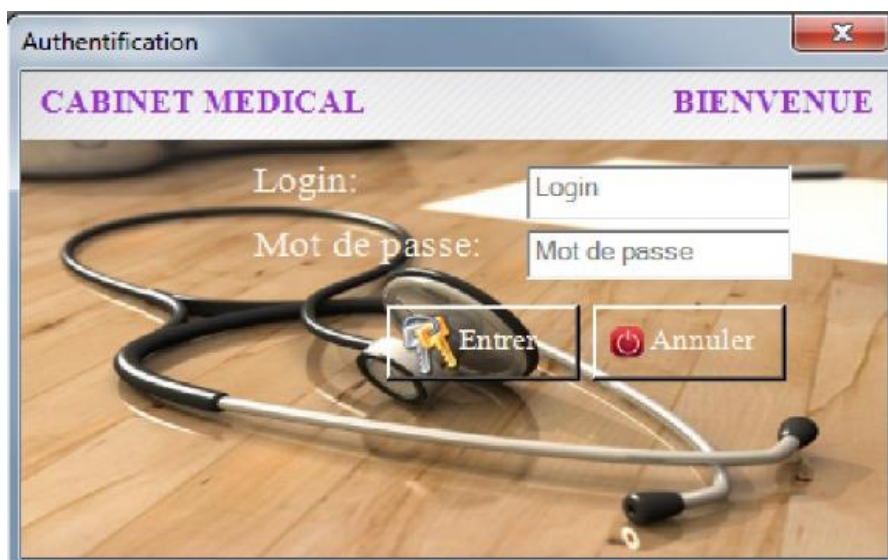 Authentification
CABINET MEDICAL BIENVENUE
Login: Login
Mot de passe: Mot de passe
Entrer Annuler